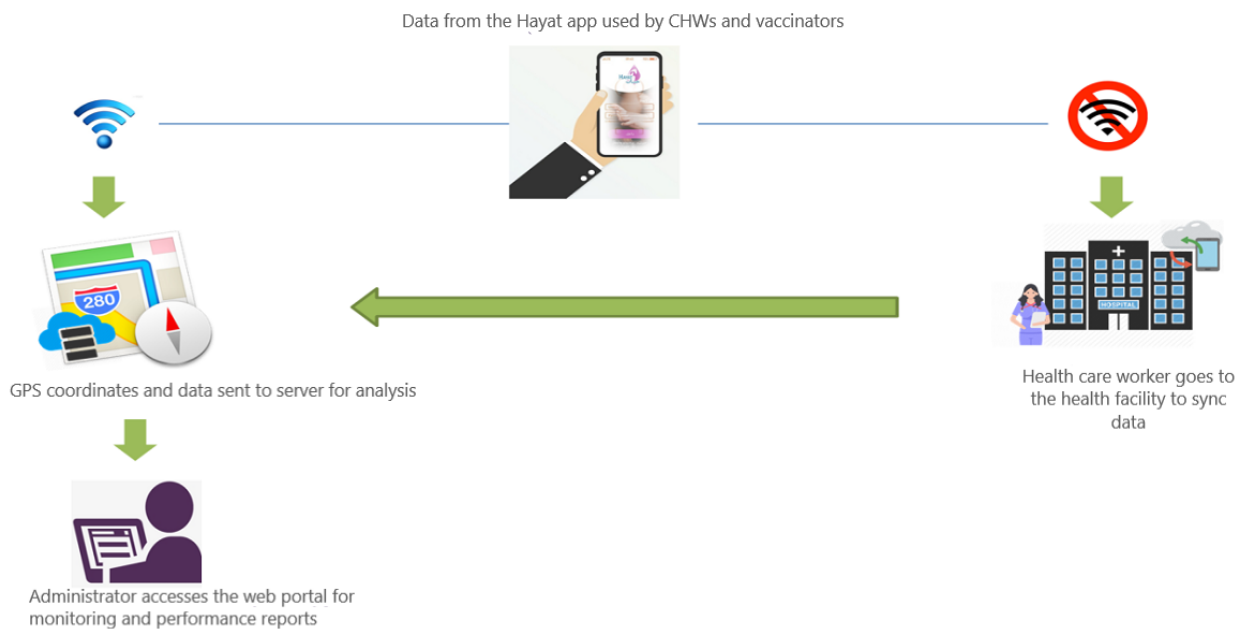 Data from the Hayat app used by CHWs and vaccinators
Hayat
280
HOSPITAL
GPS coordinates and data sent to server for analysis
Health care worker goes to
the health facility to sync
data
Administrator accesses the web portal for
monitoring and performance reports